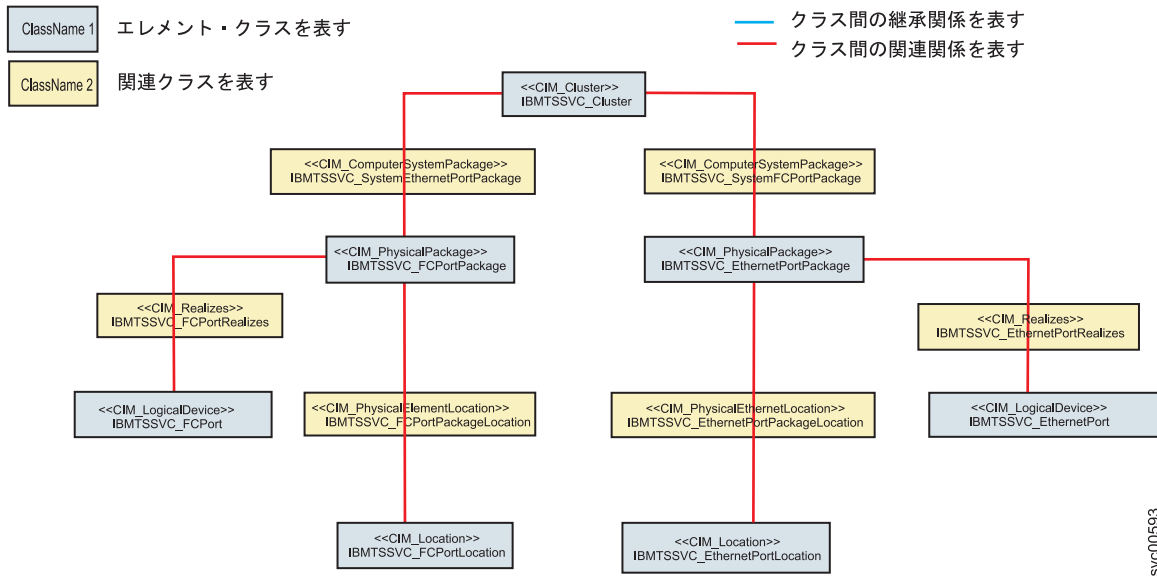 ClassName 1
エレメント・クラスを表す
クラス間の継承関係を表す
クラス間の関連関係を表す
ClassName 2
関連クラスを表す
<<CIM_Cluster>>
IBMTSSVC_Cluster
<<CIM_ComputerSystemPackage>>
IBMTSSVC_SystemEthernetPortPackage
<<CIM_ComputerSystemPackage>>
IBMTSSVC_SystemFCPortPackage
<<CIM_PhysicalPackage>>
IBMTSSVC_FCPortPackage
<<CIM_PhysicalPackage>>
IBMTSSVC_EthernetPortPackage
<<CIM_Realizes>>
IBMTSSVC_FCPortRealizes
<<CIM_Realizes>>
IBMTSSVC_EthernetPortRealizes
<<CIM_LogicalDevice>>
IBMTSSVC_FCPort
<<CIM_PhysicalElementLocation>>
IBMTSSVC_FCPortPackageLocation
<<CIM_PhysicalEthernetLocation>>
IBMTSSVC_EthernetPortPackageLocation
<<CIM_LogicalDevice>>
IBMTSSVC_EthernetPort
<<CIM_Location>>
IBMTSSVC_FCPortLocation
<<CIM_Location>>
IBMTSSVC_EthernetPortLocation
svc00593